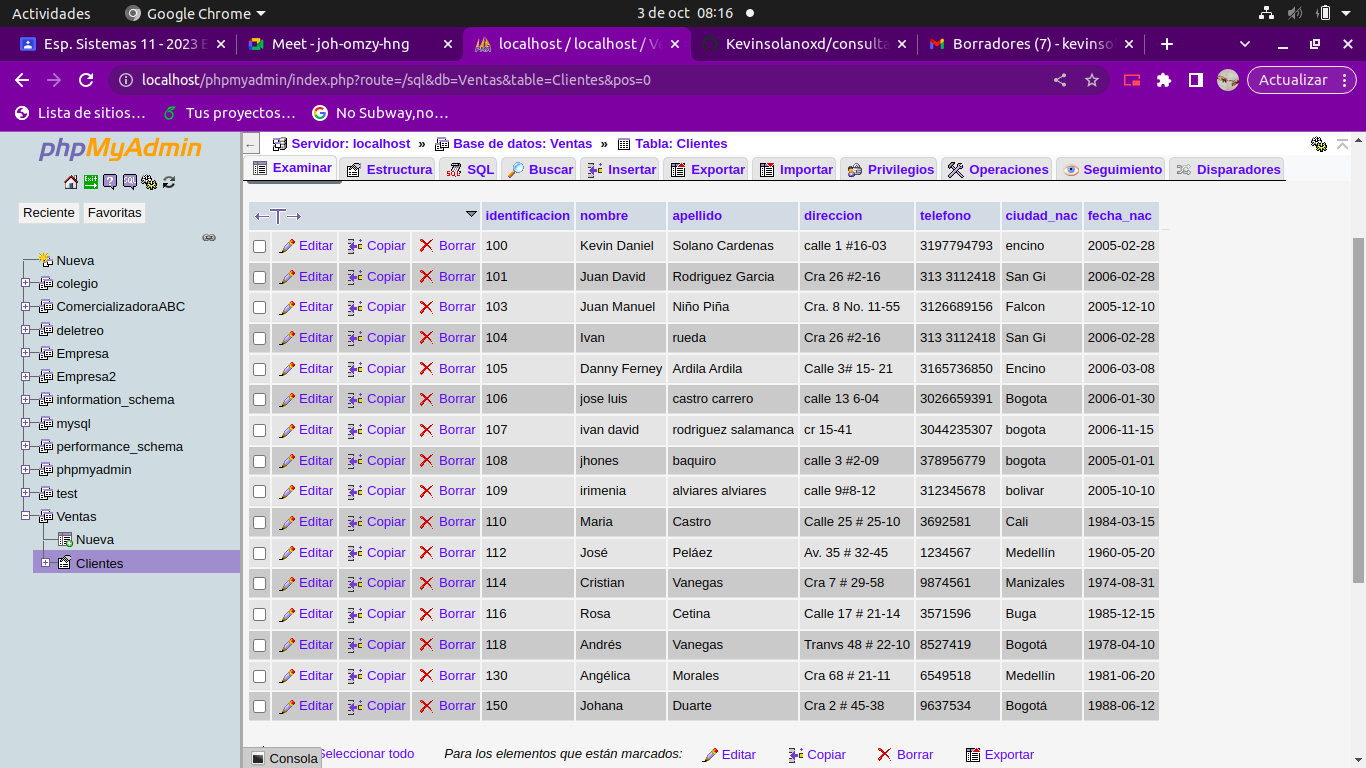 Actividades Google Chrome 3 de oct 08:16
Esp. Sistemas 11 - 2023 Meet - joh-omzy-hng localhost / localhost / Ve Kevinsolanoxd/consulta Borradores (7) - kevinso
localhost/phpmyadmin/index.php?route=/sql&db=Ventas&table=Clientes&pos=0 Actualizar
Lista de sitios... Tus proyectos... No Subway,no...
phpMyAdmin
Reciente Favoritas
Nueva
colegio
ComercializadoraABC
deletreo
Empresa
Empresa2
information_schema
mysql
performance_schema
phpmyadmin
test
Ventas
Nueva
Clientes
Servidor: localhost » Base de datos: Ventas » Tabla: Clientes
Examinar Estructura SQL Buscar Insertar Exportar Importar Privilegios Operaciones Seguimiento Disparadores
←T→ identificacion nombre apellido direccion telefono ciudad_nac fecha_nac
Editar Copiar Borrar 100 Kevin Daniel Solano Cardenas calle 1 #16-03 3197794793 encino 2005-02-28
Editar Copiar Borrar 101 Juan David Rodriguez Garcia Cra 26 #2-16 313 3112418 San Gi 2006-02-28
Editar Copiar Borrar 103 Juan Manuel Niño Piña Cra. 8 No. 11-55 3126689156 Falcon 2005-12-10
Editar Copiar Borrar 104 Ivan rueda Cra 26 #2-16 313 3112418 San Gi 2006-02-28
Editar Copiar Borrar 105 Danny Ferney Ardila Ardila Calle 3# 15- 21 3165736850 Encino 2006-03-08
Editar Copiar Borrar 106 jose luis castro carrero calle 13 6-04 3026659391 Bogota 2006-01-30
Editar Copiar Borrar 107 ivan david rodriguez salamanca cr 15-41 3044235307 bogota 2006-11-15
Editar Copiar Borrar 108 jhones baquiro calle 3 #2-09 378956779 bogota 2005-01-01
Editar Copiar Borrar 109 irimenia alviares alviares calle 9#8-12 312345678 bolivar 2005-10-10
Editar Copiar Borrar 110 Maria Castro Calle 25 # 25-10 3692581 Cali 1984-03-15
Editar Copiar Borrar 112 José Peláez Av. 35 # 32-45 1234567 Medellín 1960-05-20
Editar Copiar Borrar 114 Cristian Vanegas Cra 7 # 29-58 9874561 Manizales 1974-08-31
Editar Copiar Borrar 116 Rosa Cetina Calle 17 # 21-14 3571596 Buga 1985-12-15
Editar Copiar Borrar 118 Andrés Vanegas Tranvs 48 # 22-10 8527419 Bogotá 1978-04-10
Editar Copiar Borrar 130 Angélica Morales Cra 68 # 21-11 6549518 Medellín 1981-06-20
Editar Copiar Borrar 150 Johana Duarte Cra 2 # 45-38 9637534 Bogotá 1988-06-12
Seleccionar todo Para los elementos que están marcados: Editar Copiar Borrar Exportar
Consola